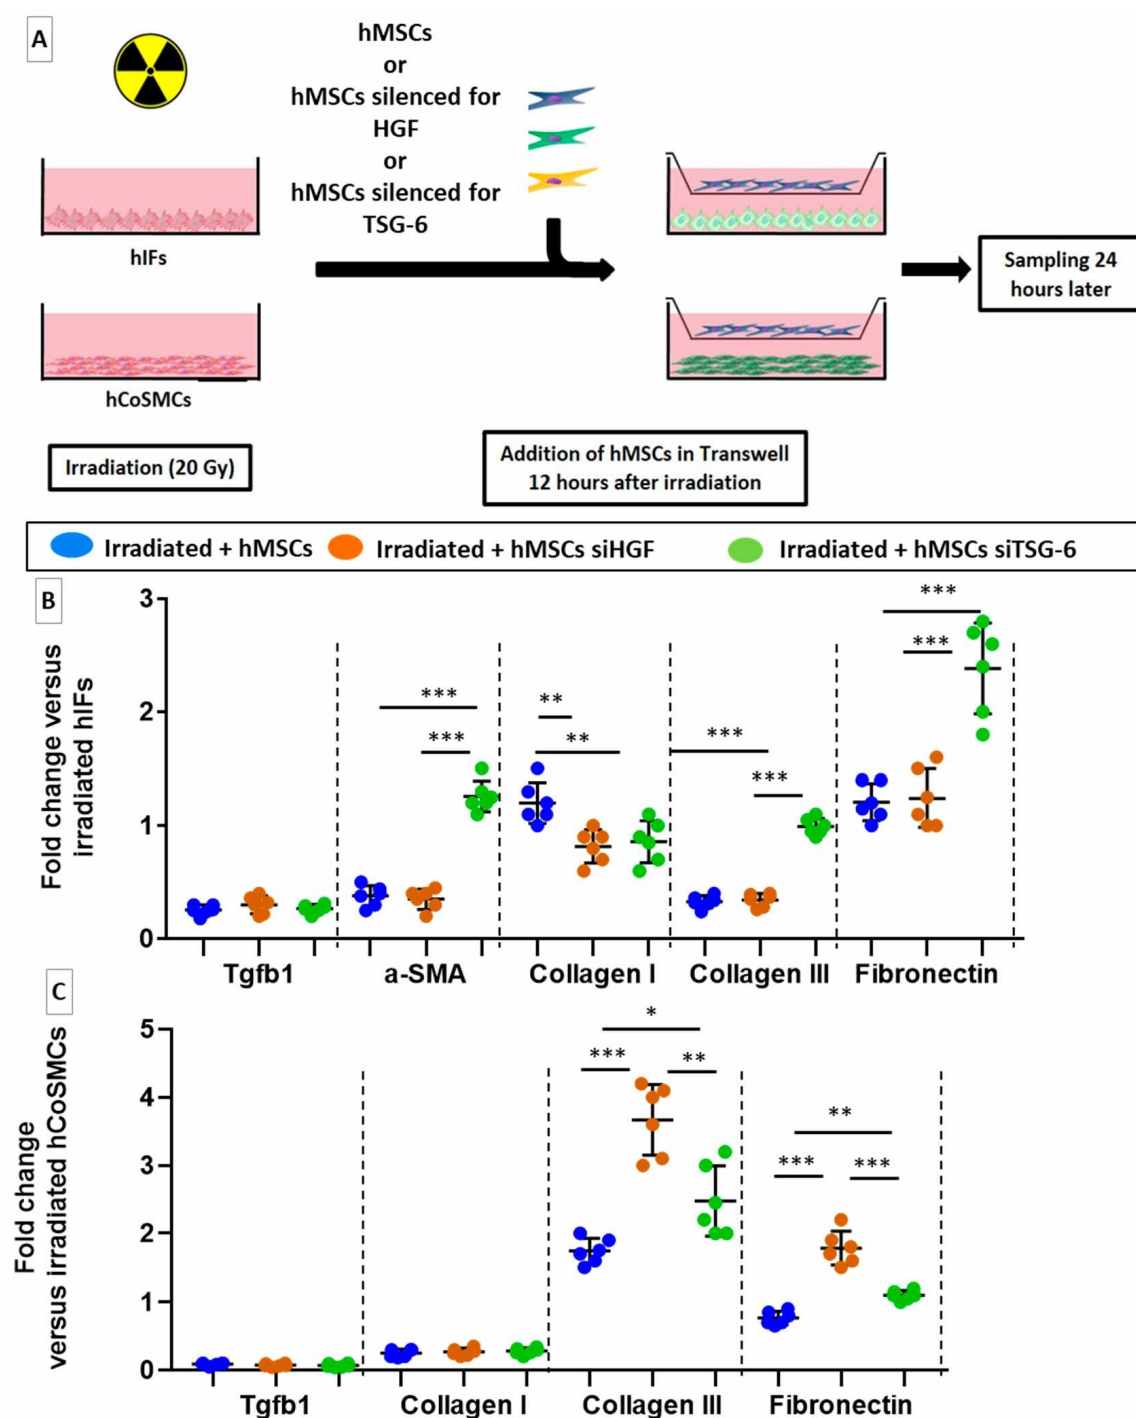 A
hMSCs
or
hMSCs silenced for
HGF
or
hMSCs silenced for
TSG-6
hIFs
hCoSMCs
Sampling 24
hours later
Irradiation (20 Gy)
Addition of hMSCs in Transwell
12 hours after irradiation
Irradiated + hMSCs
Irradiated + hMSCs siHGF
Irradiated + hMSCs siTSG-6
B
Fold change versus
irradiated hIFs
3
2
1
0
***
***
**
**
***
***
***
***
Tgfb1
a-SMA
Collagen I
Collagen III
Fibronectin
C
Fold change
versus irradiated hCoSMCs
5
4
3
2
1
0
*
***
**
**
***
***
Tgfb1
Collagen I
Collagen III
Fibronectin